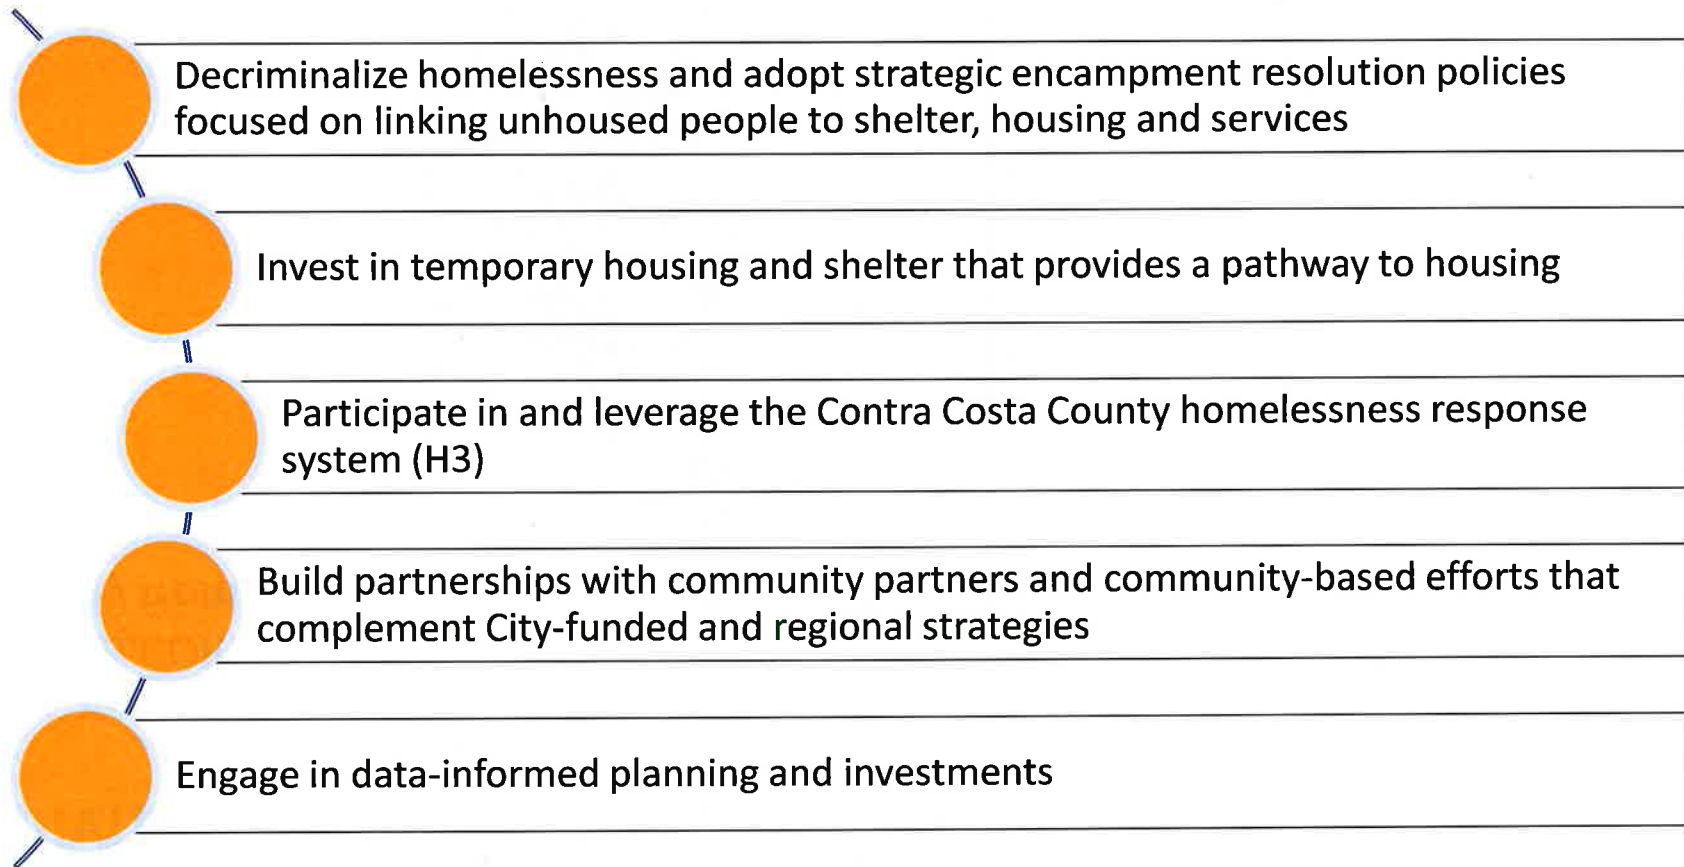 Decriminalize homelessness and adopt strategic encampment resolution policies
focused on linking unhoused people to shelter, housing and services
Invest in temporary housing and shelter that provides a pathway to housing
Participate in and leverage the Contra Costa County homelessness response
system (H3)
Build partnerships with community partners and community-based efforts that
complement City-funded and regional strategies
Engage in data-informed planning and investments